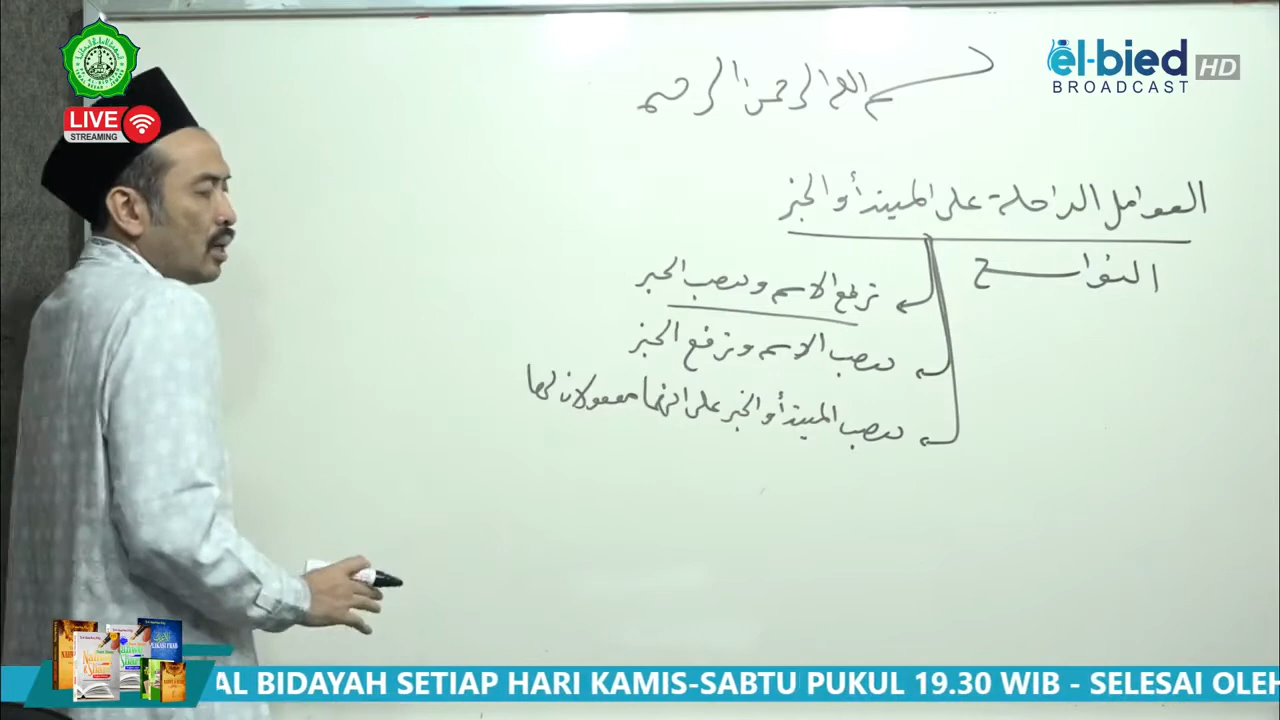 بسم الله الرحمن الرحيم
العوامل الداخلة على المبتدأ والخبر
النواسخ
ترفع الاسم وتنصب الخبر
تنصب الاسم وترفع الخبر
تنصب المبتدأ والخبر على أنهما مفعولان لها
LIVE
STREAMING
el-bied HD
BROADCAST
AL BIDAYAH SETIAP HARI KAMIS-SABTU PUKUL 19.30 WIB - SELESAI OLEH